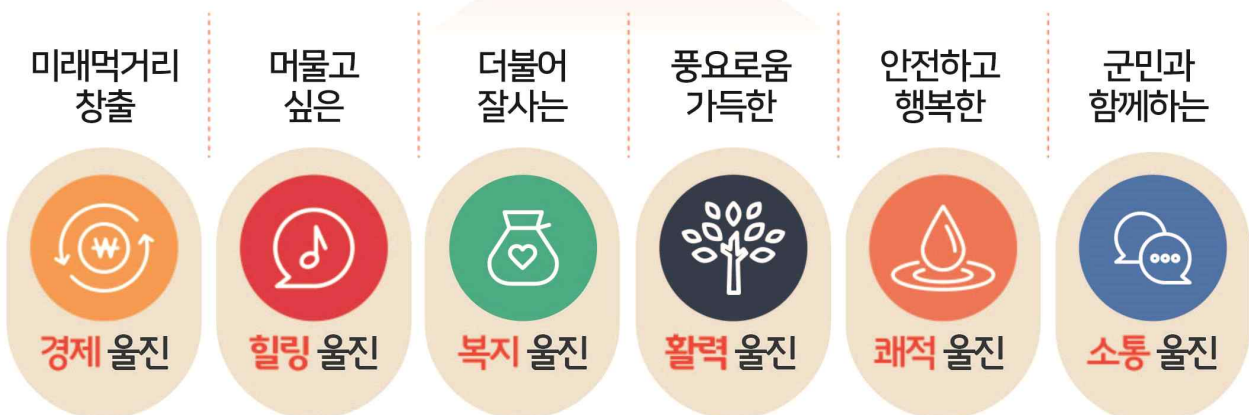 미래먹거리
창출
경제 울진
머물고
싶은
힐링 울진
더불어
잘사는
복지 울진
풍요로움
가득한
활력 울진
안전하고
행복한
쾌적 울진
군민과
함께하는
소통 울진